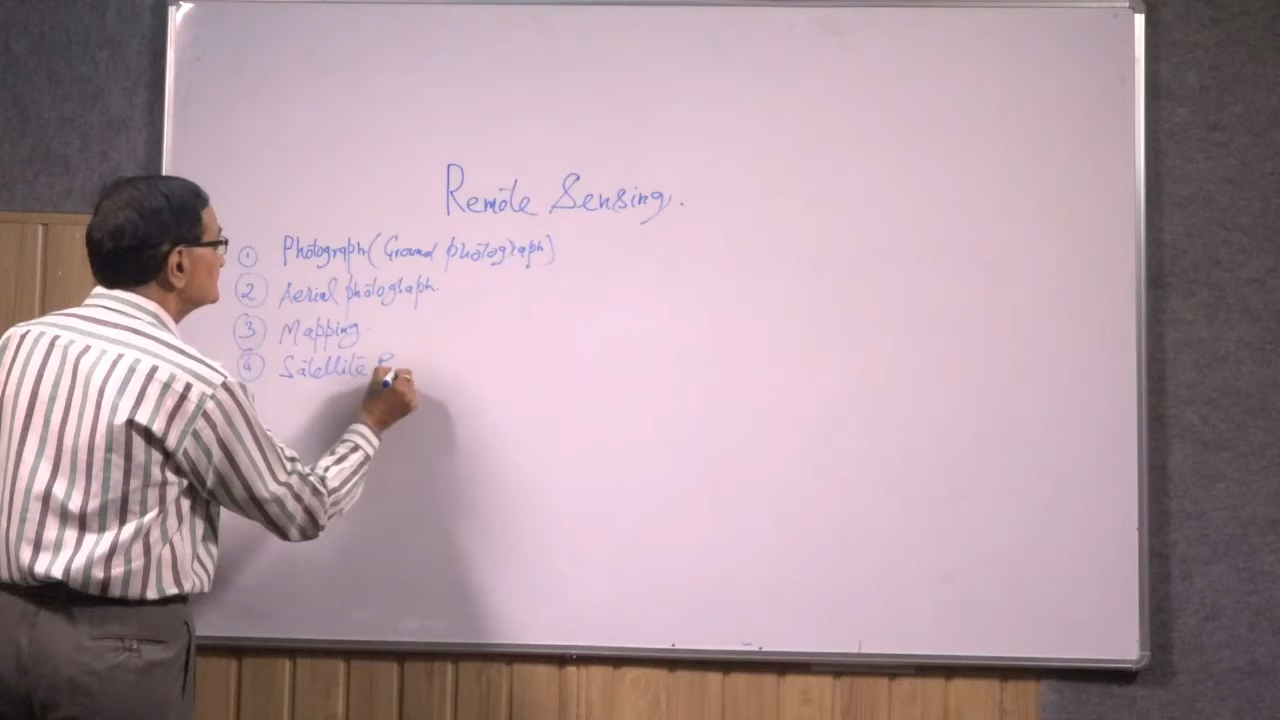 Remote Sensing.
1 Photograph (Ground photograph)
2 Aerial photograph.
3 Mapping.
4 Satellite